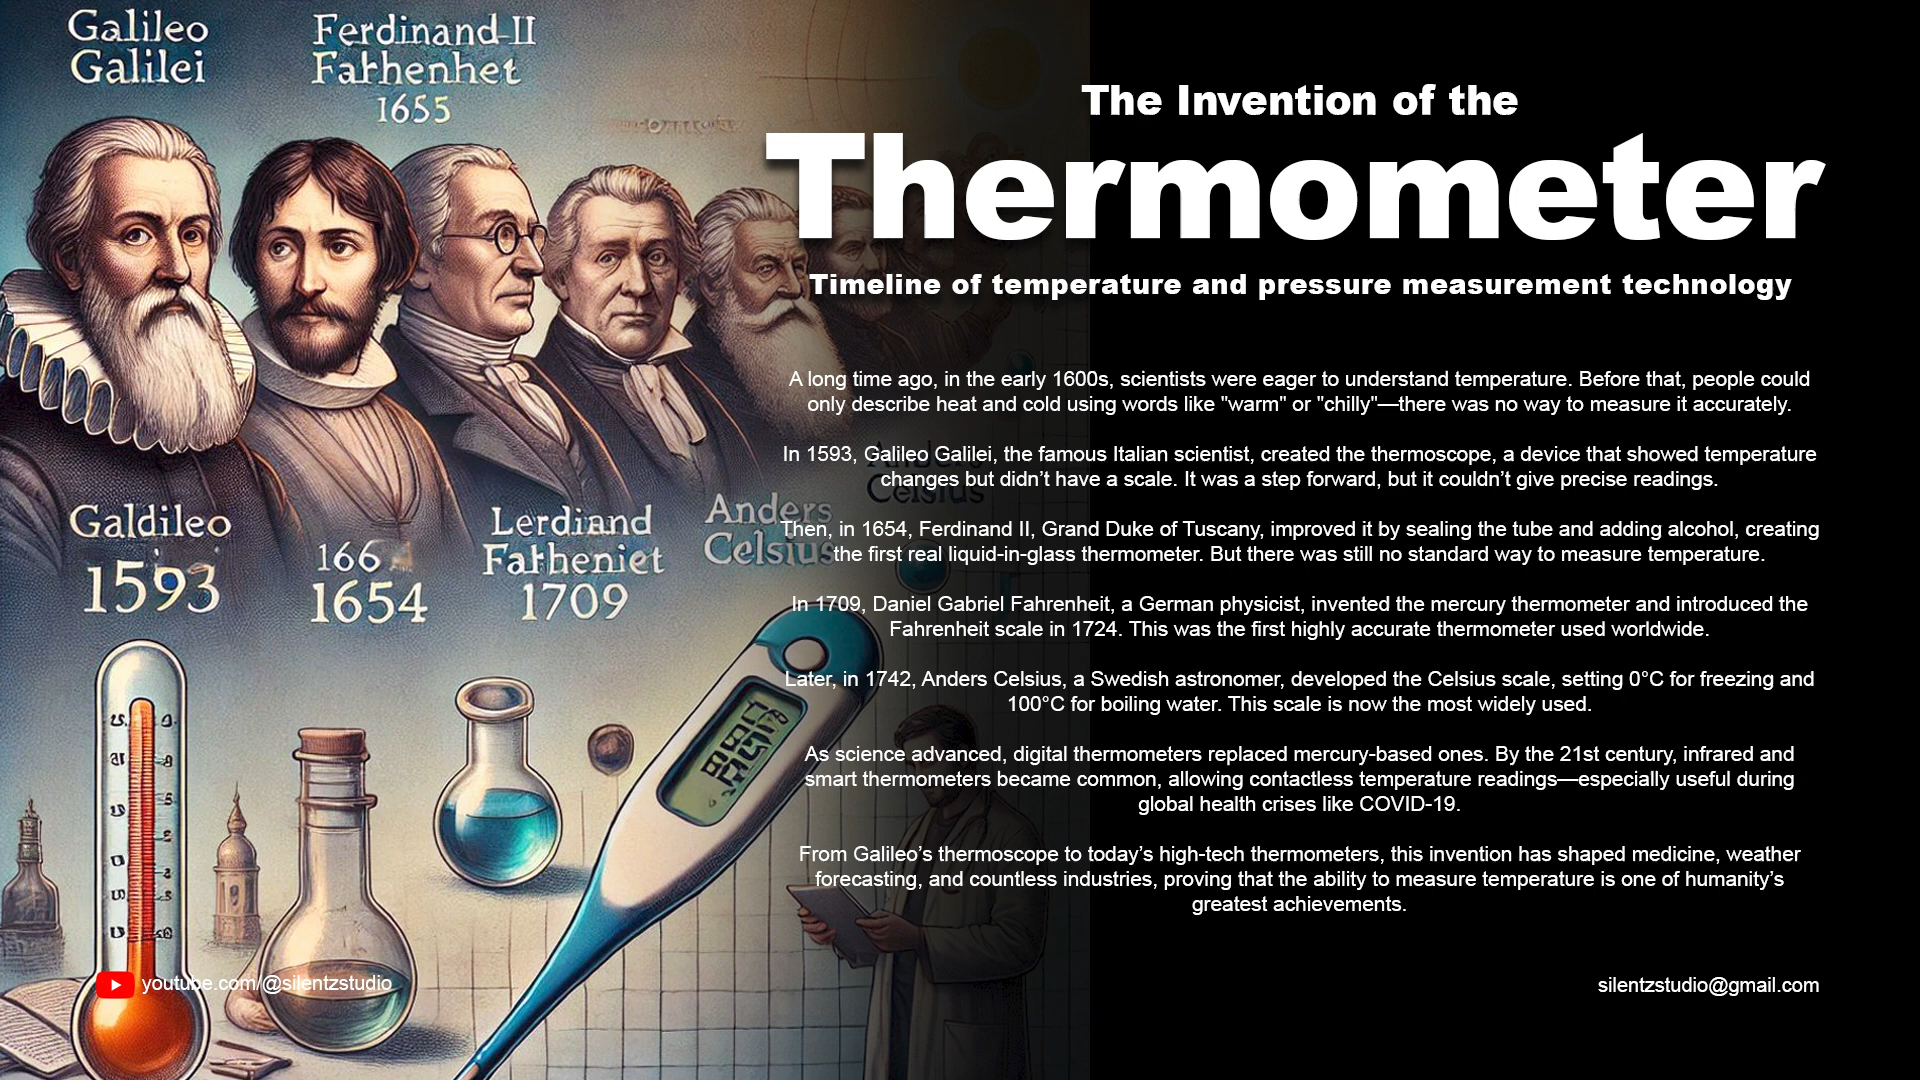 Galileo
Galilei
Ferdinand II
Fathenhet
1655
The Invention of the
Thermometer
Timeline of temperature and pressure measurement technology
A long time ago, in the early 1600s, scientists were eager to understand temperature. Before that, people could
only describe heat and cold using words like "warm" or "chilly"—there was no way to measure it accurately.
In 1593, Galileo Galilei, the famous Italian scientist, created the thermoscope, a device that showed temperature
changes but didn’t have a scale. It was a step forward, but it couldn’t give precise readings.
Then, in 1654, Ferdinand II, Grand Duke of Tuscany, improved it by sealing the tube and adding alcohol, creating
the first real liquid-in-glass thermometer. But there was still no standard way to measure temperature.
In 1709, Daniel Gabriel Fahrenheit, a German physicist, invented the mercury thermometer and introduced the
Fahrenheit scale in 1724. This was the first highly accurate thermometer used worldwide.
Later, in 1742, Anders Celsius, a Swedish astronomer, developed the Celsius scale, setting 0°C for freezing and
100°C for boiling water. This scale is now the most widely used.
As science advanced, digital thermometers replaced mercury-based ones. By the 21st century, infrared and
smart thermometers became common, allowing contactless temperature readings—especially useful during
global health crises like COVID-19.
From Galileo’s thermoscope to today’s high-tech thermometers, this invention has shaped medicine, weather
forecasting, and countless industries, proving that the ability to measure temperature is one of humanity’s
greatest achievements.
Galdileo
1593
166
1654
Lerdiand
Fatheniet
1709
Anders
Celsius
Anders
Celsius
youtube.com/@silentzstudio
silentzstudio@gmail.com